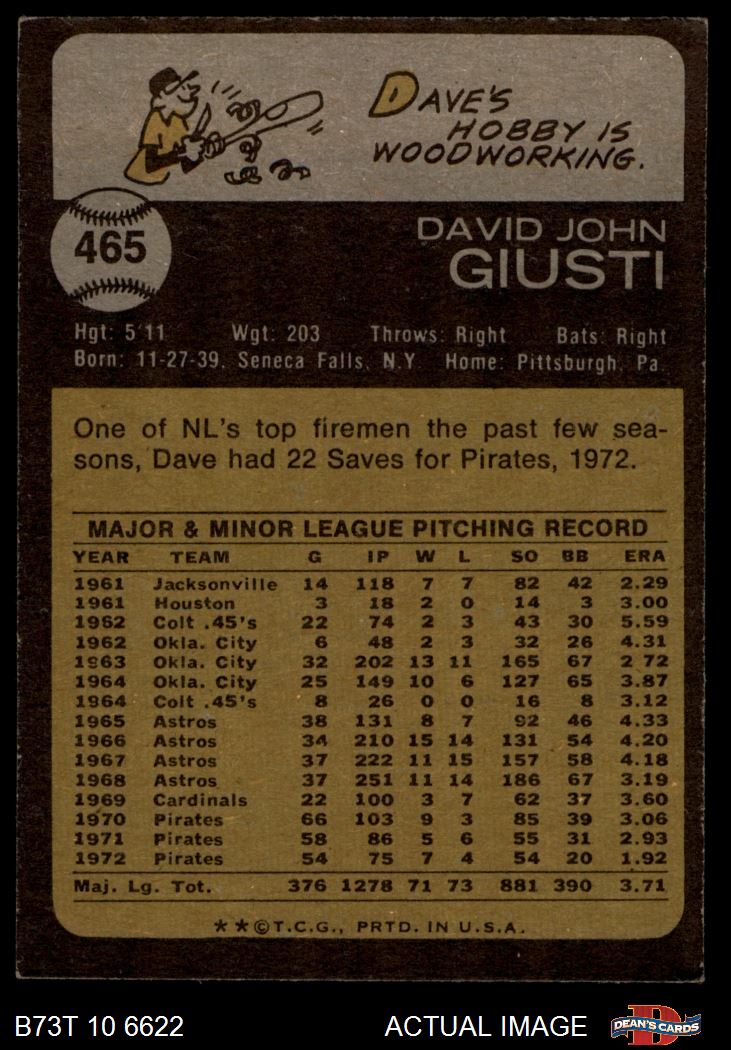 DAVE'S
HOBBY IS
WOODWORKING.
465
DAVID JOHN
GIUSTI
Hgt: 5'11 Wgt: 203 Throws: Right Bats: Right
Born: 11-27-39, Seneca Falls, N.Y. Home: Pittsburgh, Pa.
One of NL's top firemen the past few sea-
sons, Dave had 22 Saves for Pirates, 1972.
MAJOR & MINOR LEAGUE PITCHING RECORD
YEAR TEAM G IP W L SO BB ERA
1961 Jacksonville 14 118 7 7 82 42 2.29
1961 Houston 3 18 2 0 14 3 3.00
1962 Colt .45's 22 74 2 3 43 30 5.59
1962 Okla. City 6 48 2 3 32 26 4.31
1963 Okla. City 32 202 13 11 165 67 2 72
1964 Okla. City 25 149 10 6 127 65 3.87
1964 Colt .45's 8 26 0 0 16 8 3.12
1965 Astros 38 131 8 7 92 46 4.33
1966 Astros 34 210 15 14 131 54 4.20
1967 Astros 37 222 11 15 157 58 4.18
1968 Astros 37 251 11 14 186 67 3.19
1969 Cardinals 22 100 3 7 62 37 3.60
1970 Pirates 66 103 9 3 85 39 3.06
1971 Pirates 58 86 5 6 55 31 2.93
1972 Pirates 54 75 7 4 54 20 1.92
Maj. Lg. Tot. 376 1278 71 73 881 390 3.71
**©T.C.G., PRTD. IN U.S.A.
B73T 10 6622 ACTUAL IMAGE
D
DEAN'S CARDS